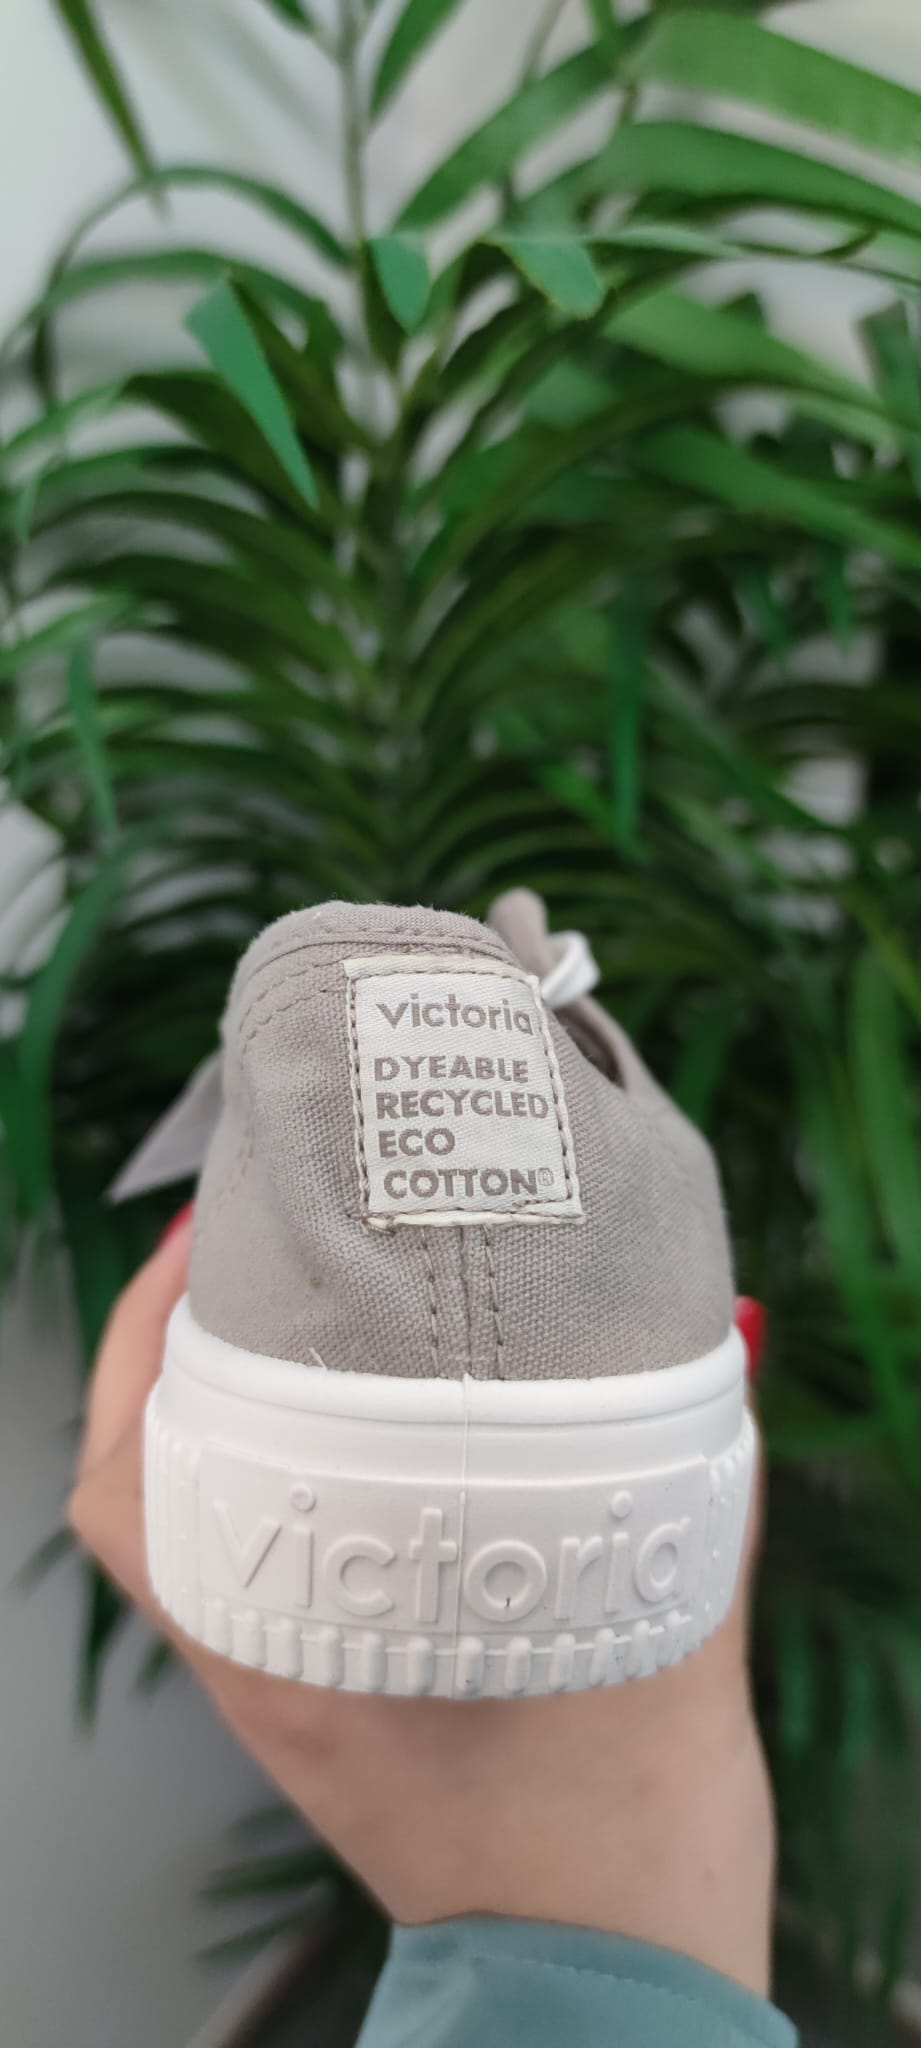 victoria
DYEABLE
RECYCLED
ECO
COTTON®
victoria